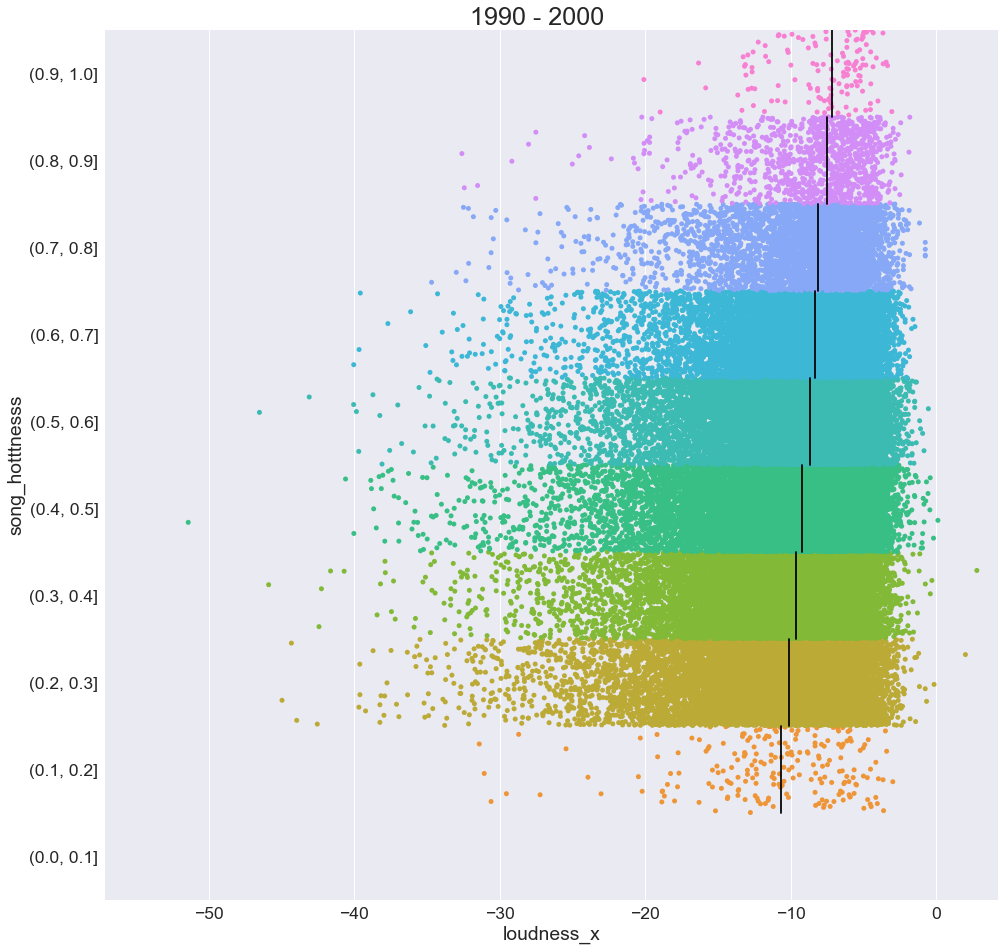 1990 - 2000
(0.9, 1.0]
(0.8, 0.9]
(0.7, 0.8]
(0.6, 0.7]
(0.5, 0.6]
(0.4, 0.5]
(0.3, 0.4]
(0.2, 0.3]
(0.1, 0.2]
(0.0, 0.1]
song_hotttnesss
−50 −40 −30 −20 −10 0
loudness_x